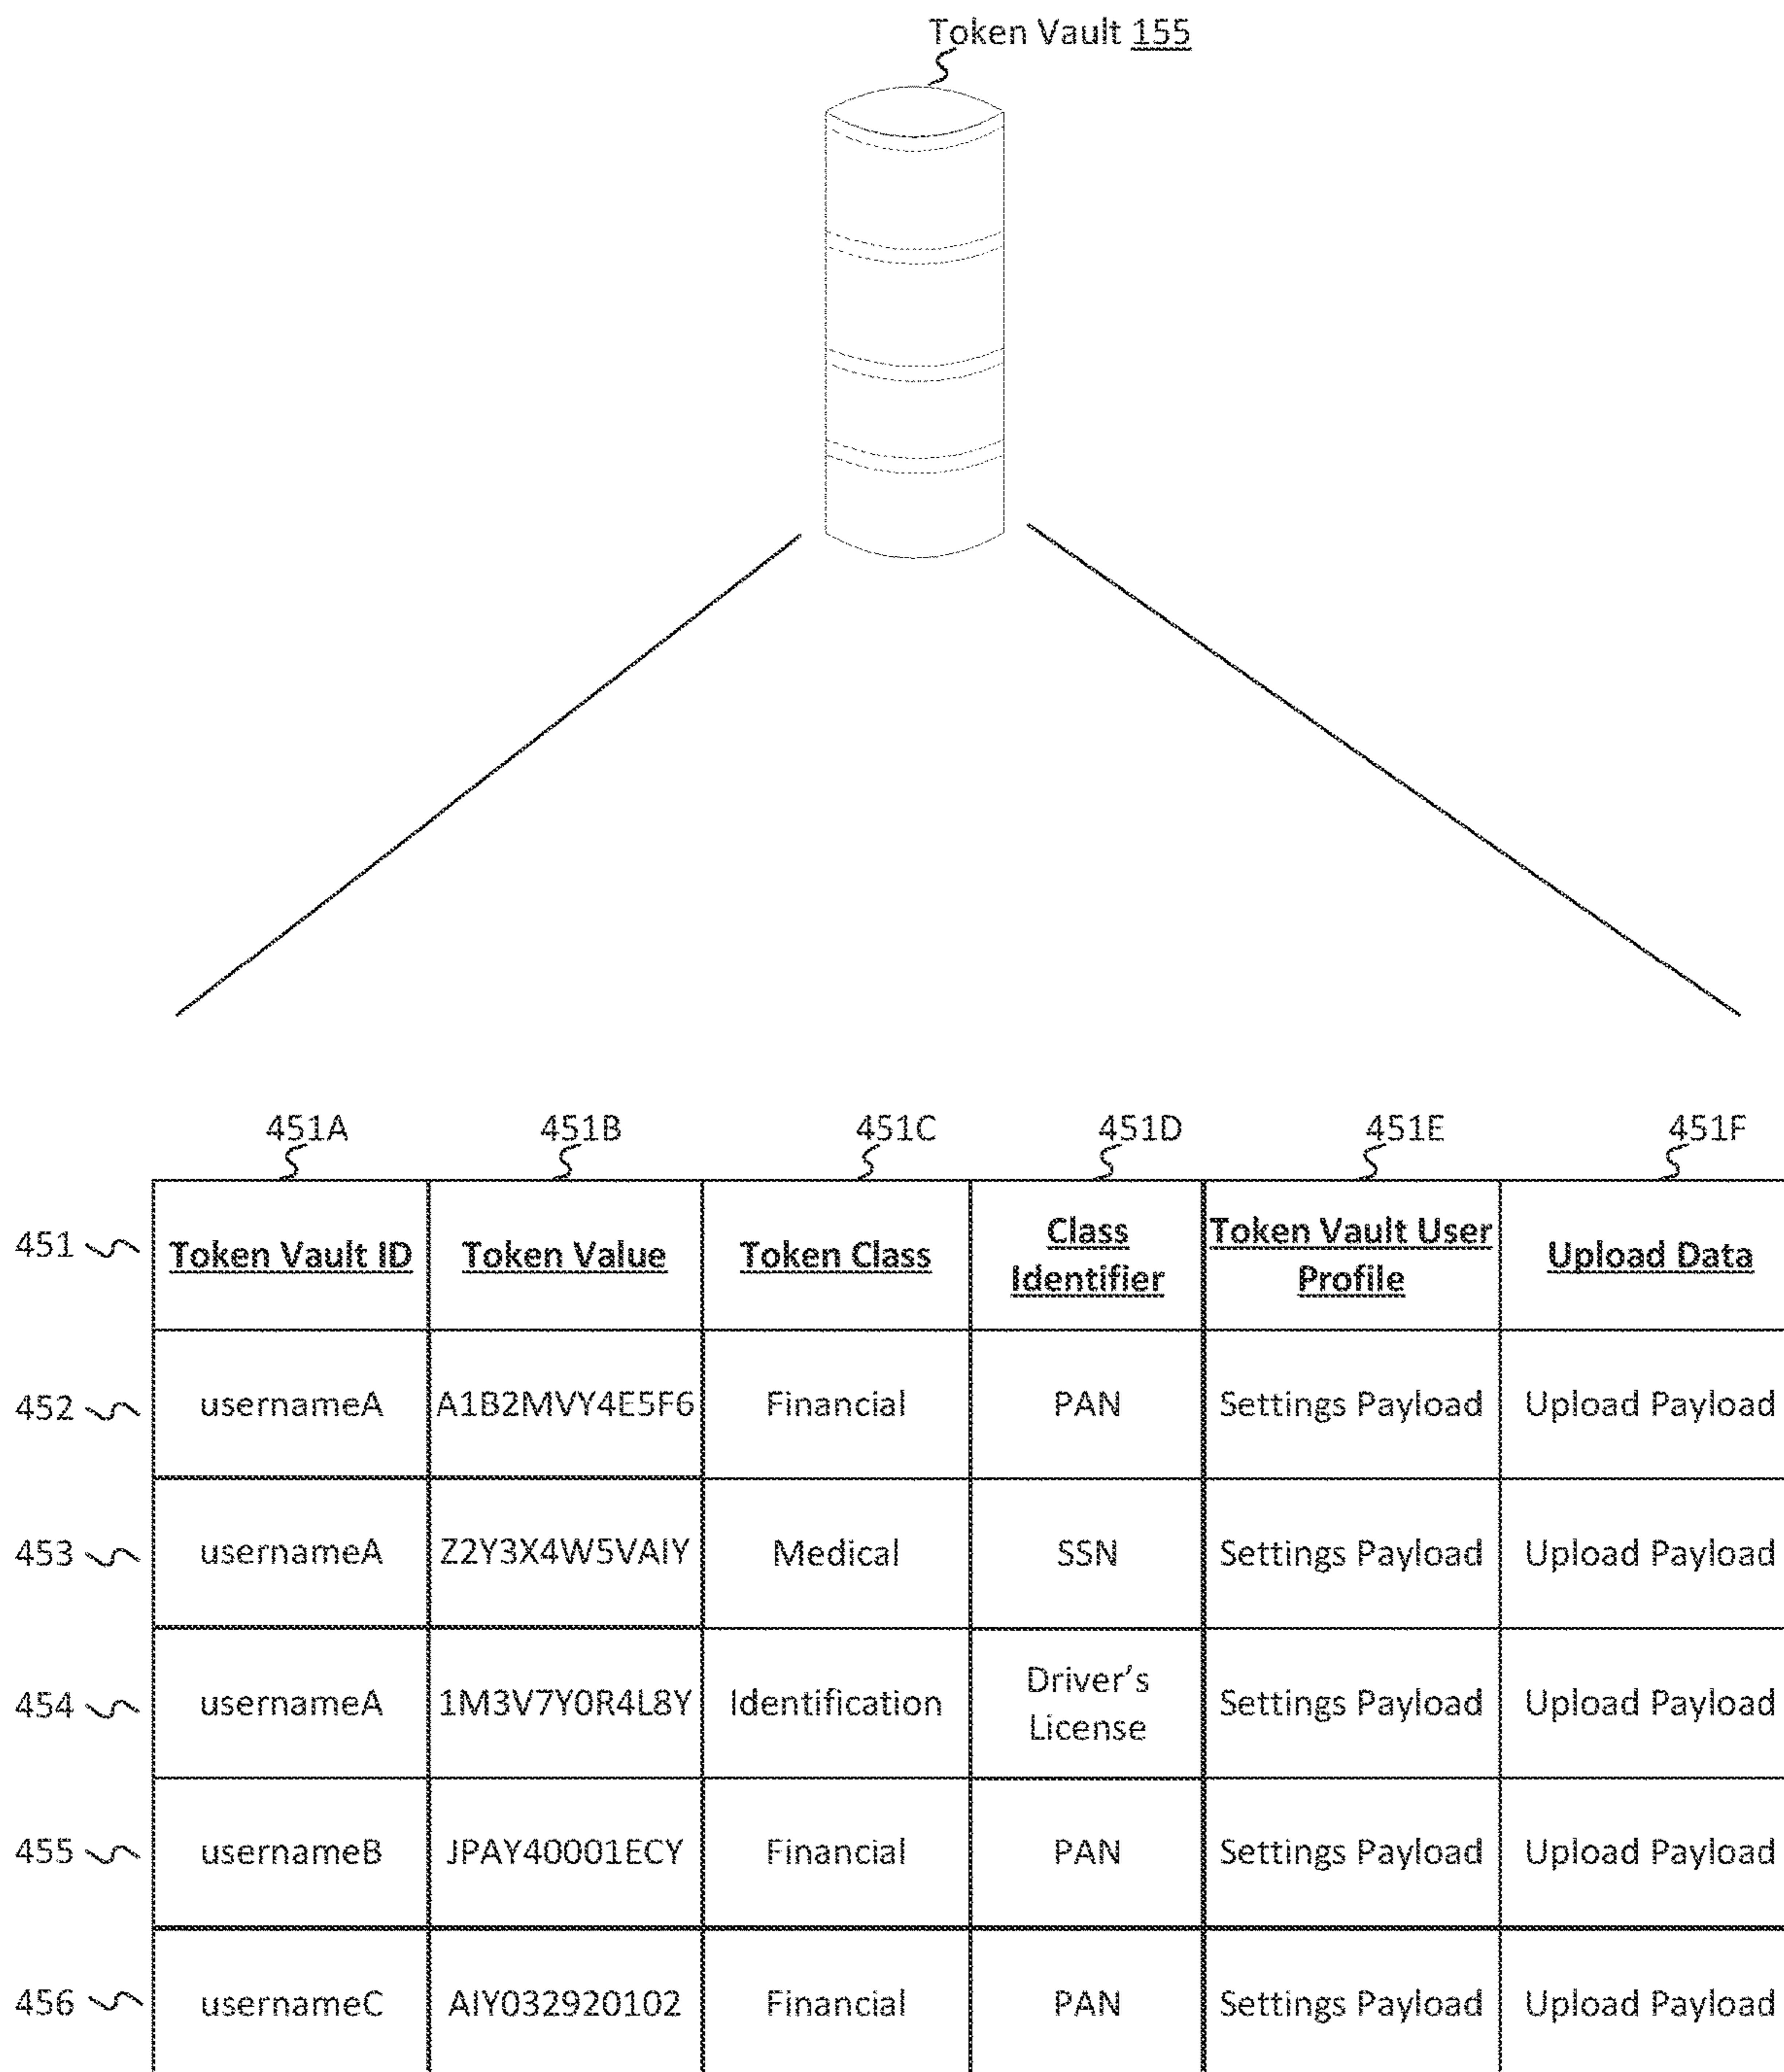 Token Vault 155
451A 451B 451C 451D 451E 451F
451 Token Vault ID Token Value Token Class Class Identifier Token Vault User Profile Upload Data
452 usernameA A1B2MVY4E5F6 Financial PAN Settings Payload Upload Payload
453 usernameA Z2Y3X4W5VAIY Medical SSN Settings Payload Upload Payload
454 usernameA 1M3V7Y0R4L8Y Identification Driver’s License Settings Payload Upload Payload
455 usernameB JPAY40001ECY Financial PAN Settings Payload Upload Payload
456 usernameC AIY032920102 Financial PAN Settings Payload Upload Payload